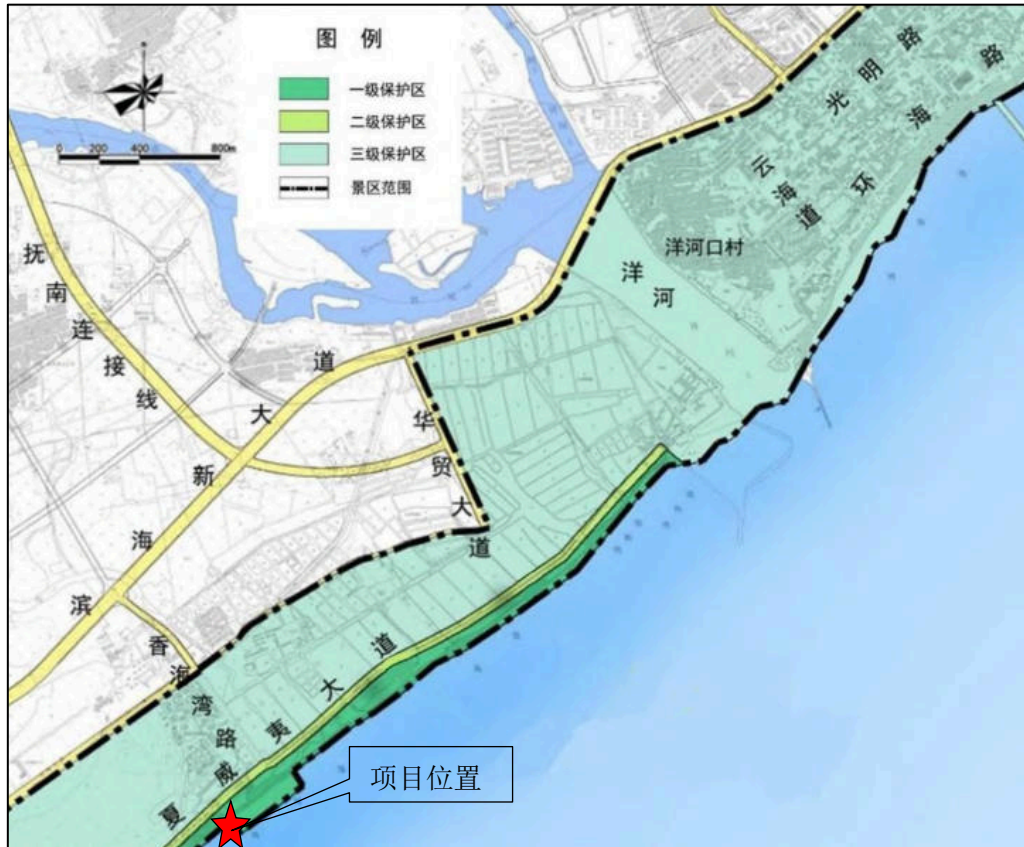 图 例
一级保护区
二级保护区
三级保护区
景区范围
0 200 400 800m
光明路
云海道
环海路
洋河口村
洋河
抚南连接线
滨海新大道
华贸大道
香海湾路
夏威夷大道
项目位置